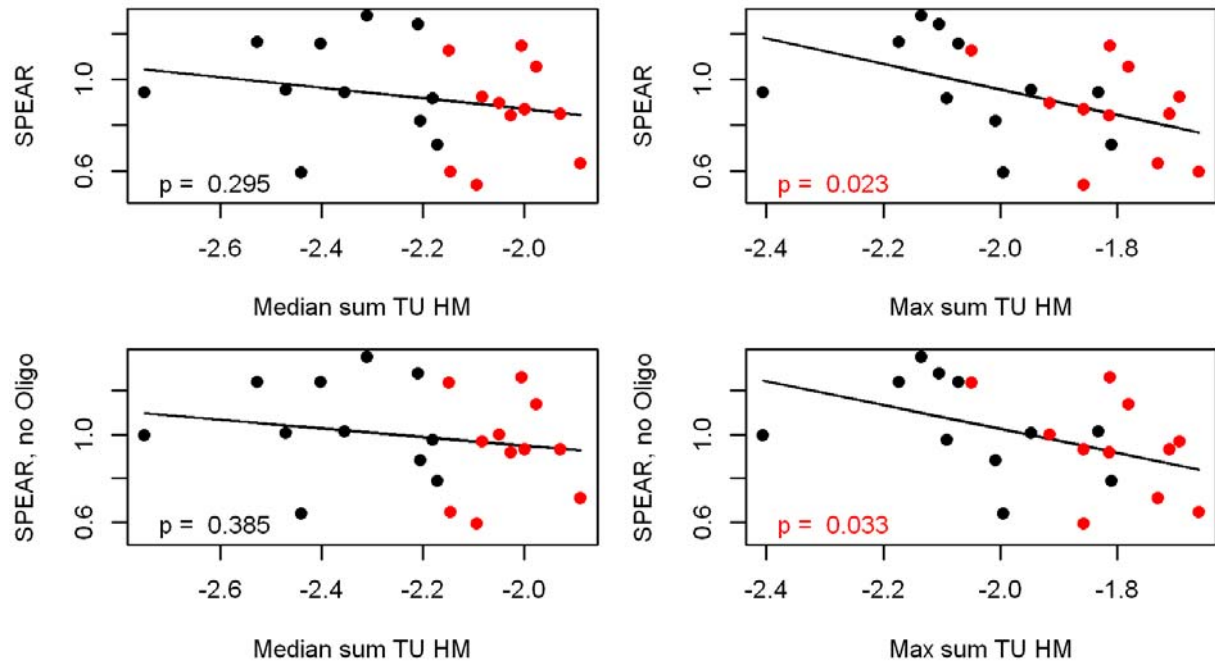 SPEAR
1.0
0.6
p = 0.295
-2.6
-2.4
-2.2
-2.0
Median sum TU HM
SPEAR
1.0
0.6
p = 0.023
-2.4
-2.2
-2.0
-1.8
Max sum TU HM
SPEAR, no Oligo
1.0
0.6
p = 0.385
-2.6
-2.4
-2.2
-2.0
Median sum TU HM
SPEAR, no Oligo
1.0
0.6
p = 0.033
-2.4
-2.2
-2.0
-1.8
Max sum TU HM